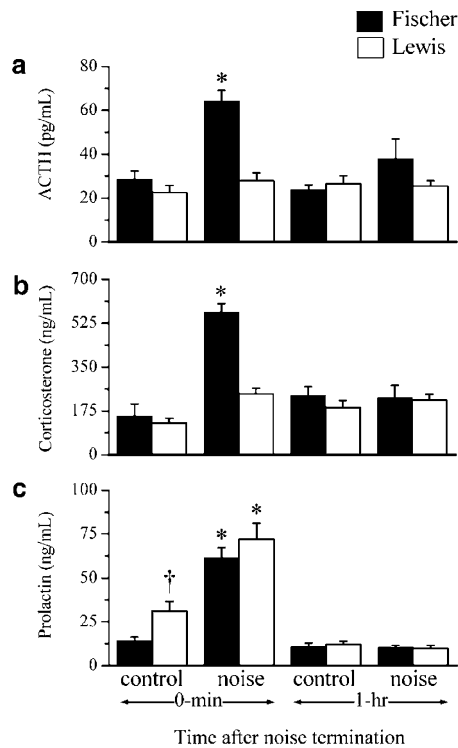 Fischer
Lewis
a
*
80
60
40
20
0
ACTH (pg/mL)
b
*
700
525
350
175
0
Corticosterone (ng/mL)
c
100
75
50
25
0
Prolactin (ng/mL)
†
*
*
control noise control noise
0-min 1-hr
Time after noise termination